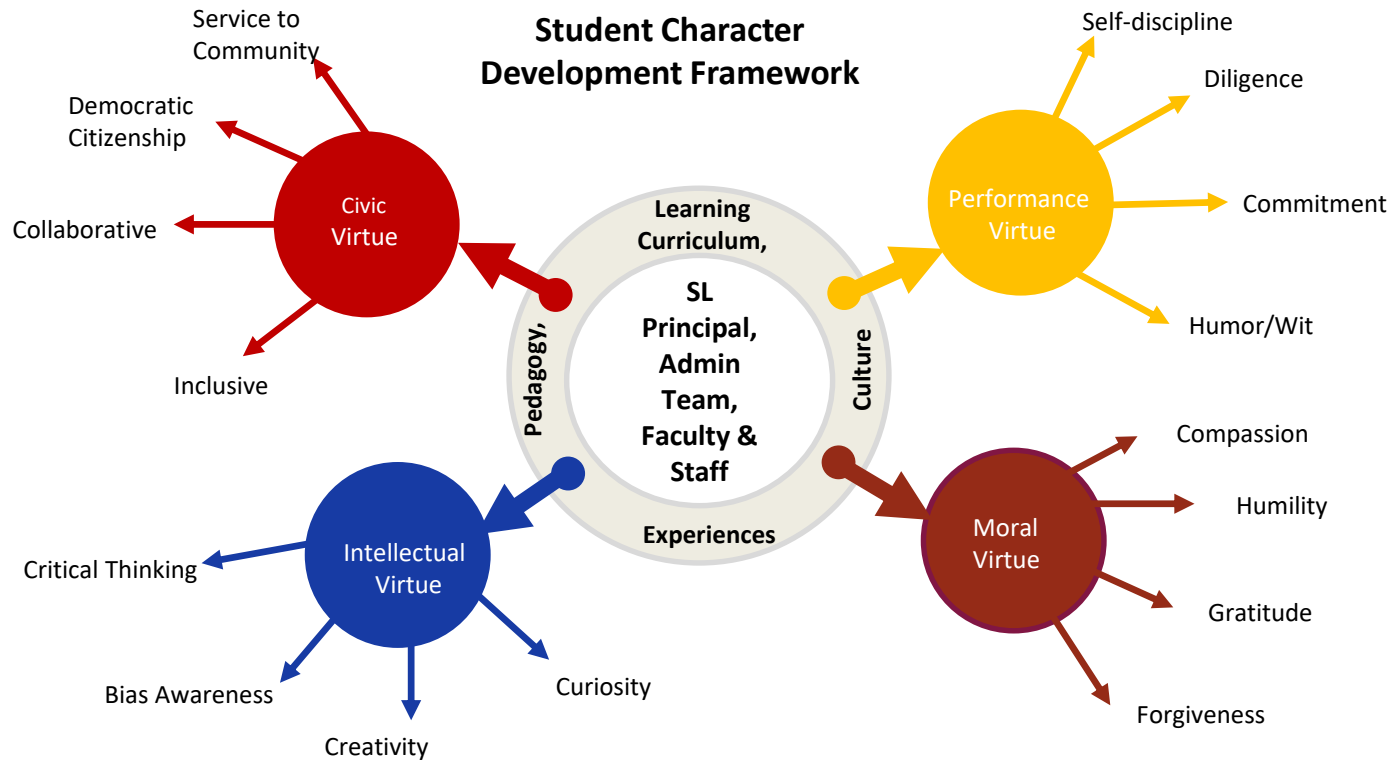 Student Character
Development Framework
Service to
Community
Democratic
Citizenship
Collaborative
Inclusive
Civic
Virtue
Self-discipline
Diligence
Commitment
Humor/Wit
Performance
Virtue
Learning
Curriculum,
Pedagogy,
Culture
Experiences
SL
Principal,
Admin
Team,
Faculty &
Staff
Intellectual
Virtue
Critical Thinking
Bias Awareness
Creativity
Curiosity
Moral
Virtue
Compassion
Humility
Gratitude
Forgiveness